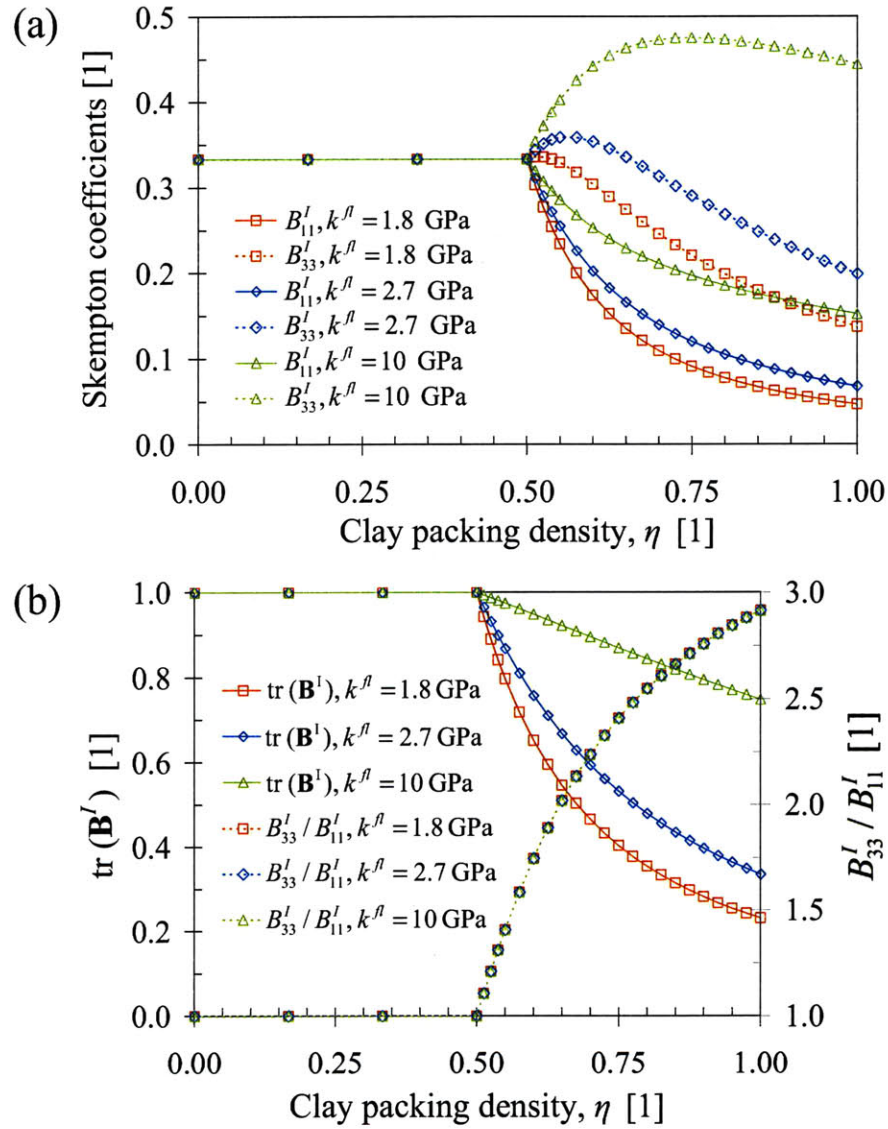 (a)
Skempton coefficients [1]
0.5
0.4
0.3
0.2
0.1
0.0
B^I_11, k^fl = 1.8 GPa
B^I_33, k^fl = 1.8 GPa
B^I_11, k^fl = 2.7 GPa
B^I_33, k^fl = 2.7 GPa
B^I_11, k^fl = 10 GPa
B^I_33, k^fl = 10 GPa
0.00 0.25 0.50 0.75 1.00
Clay packing density, η [1]
(b)
tr (B^I) [1]
1.0
0.8
0.6
0.4
0.2
0.0
tr (B^I), k^fl = 1.8 GPa
tr (B^I), k^fl = 2.7 GPa
tr (B^I), k^fl = 10 GPa
B^I_33 / B^I_11, k^fl = 1.8 GPa
B^I_33 / B^I_11, k^fl = 2.7 GPa
B^I_33 / B^I_11, k^fl = 10 GPa
3.0
2.5
2.0
1.5
1.0
B^I_33 / B^I_11 [1]
0.00 0.25 0.50 0.75 1.00
Clay packing density, η [1]